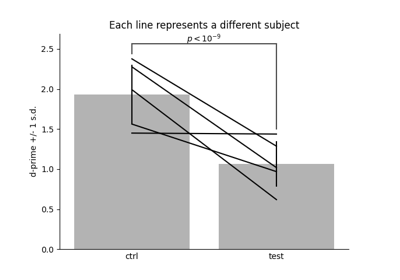 Each line represents a different subject
p < 10⁻⁹
2.5
2.0
1.5
1.0
0.5
0.0
d-prime +/- 1 s.d.
ctrl
test